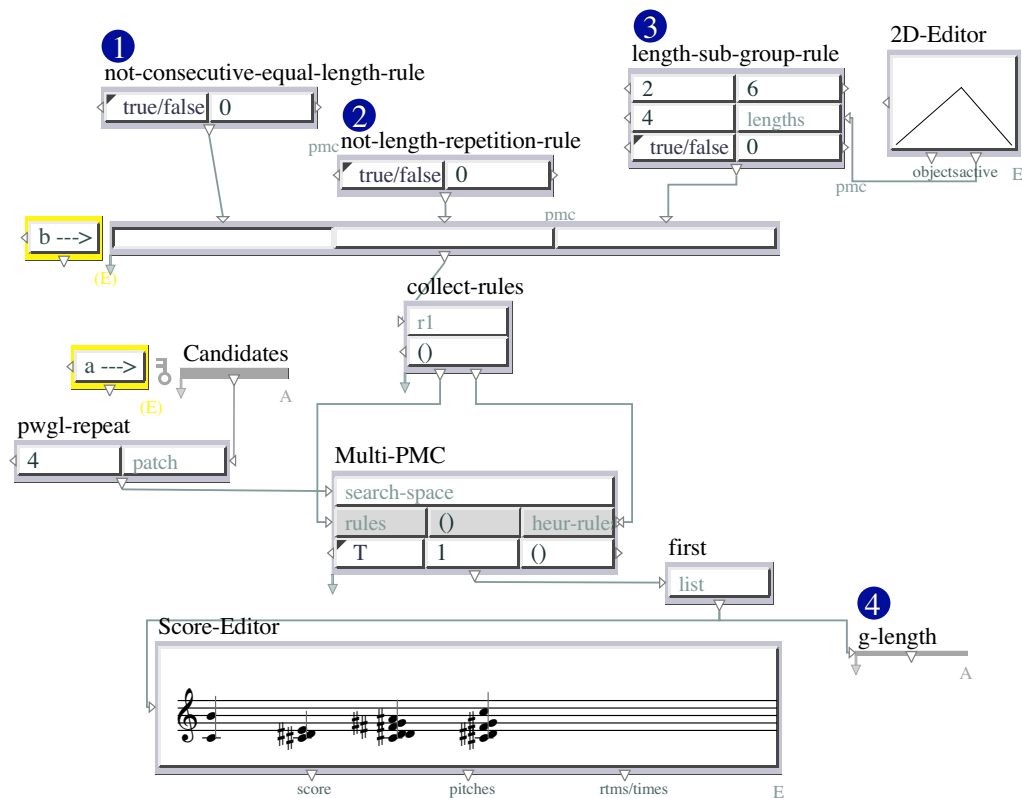 1
not-consecutive-equal-length-rule
true/false 0
2
not-length-repetition-rule
pmc
true/false 0
3
length-sub-group-rule
2 6
4 lengths
true/false 0
pmc
2D-Editor
objects active
E
pmc
b --->
(E)
collect-rules
r1
()
a --->
(E)
Candidates
A
pwgl-repeat
4 patch
Multi-PMC
search-space
rules () heur-rules
T 1 ()
first
list
4
g-length
A
Score-Editor
score pitches rtms/times
E